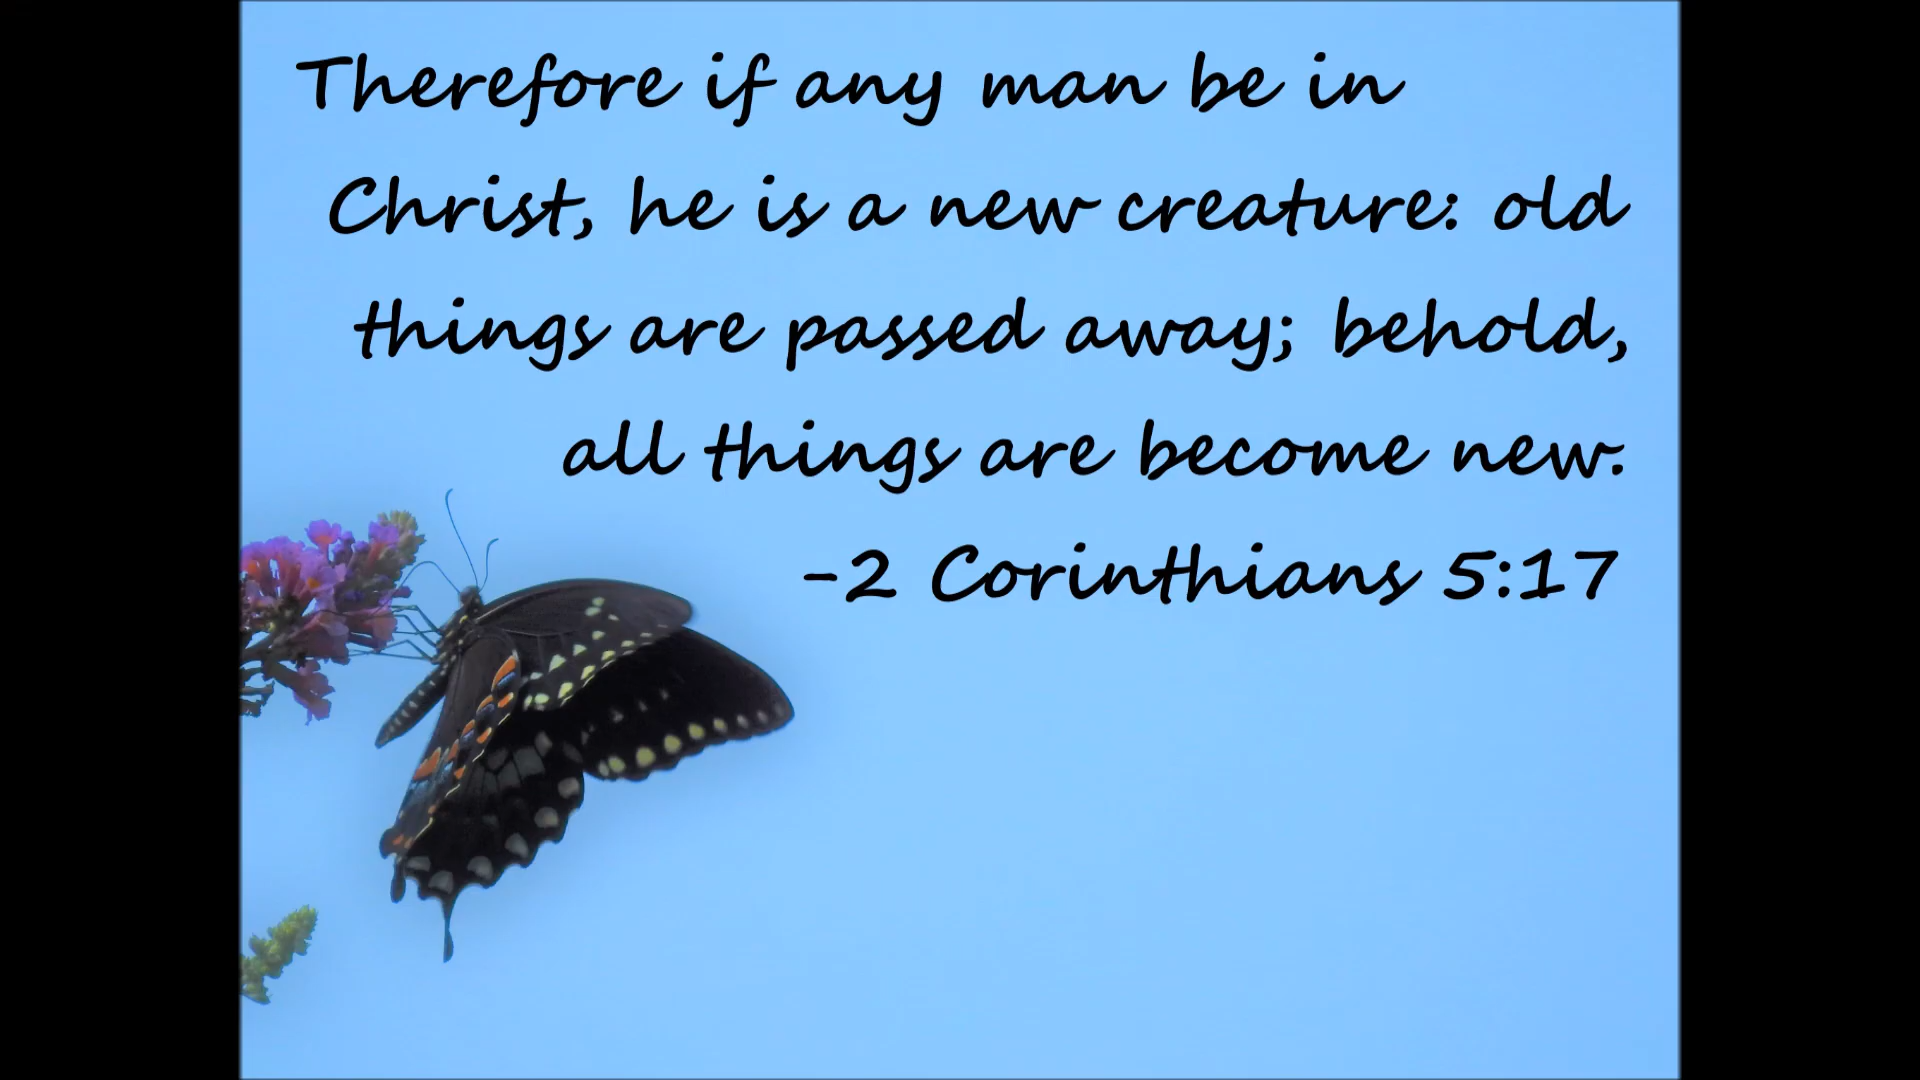 Therefore if any man be in
Christ, he is a new creature: old
things are passed away; behold,
all things are become new.
-2 Corinthians 5:17